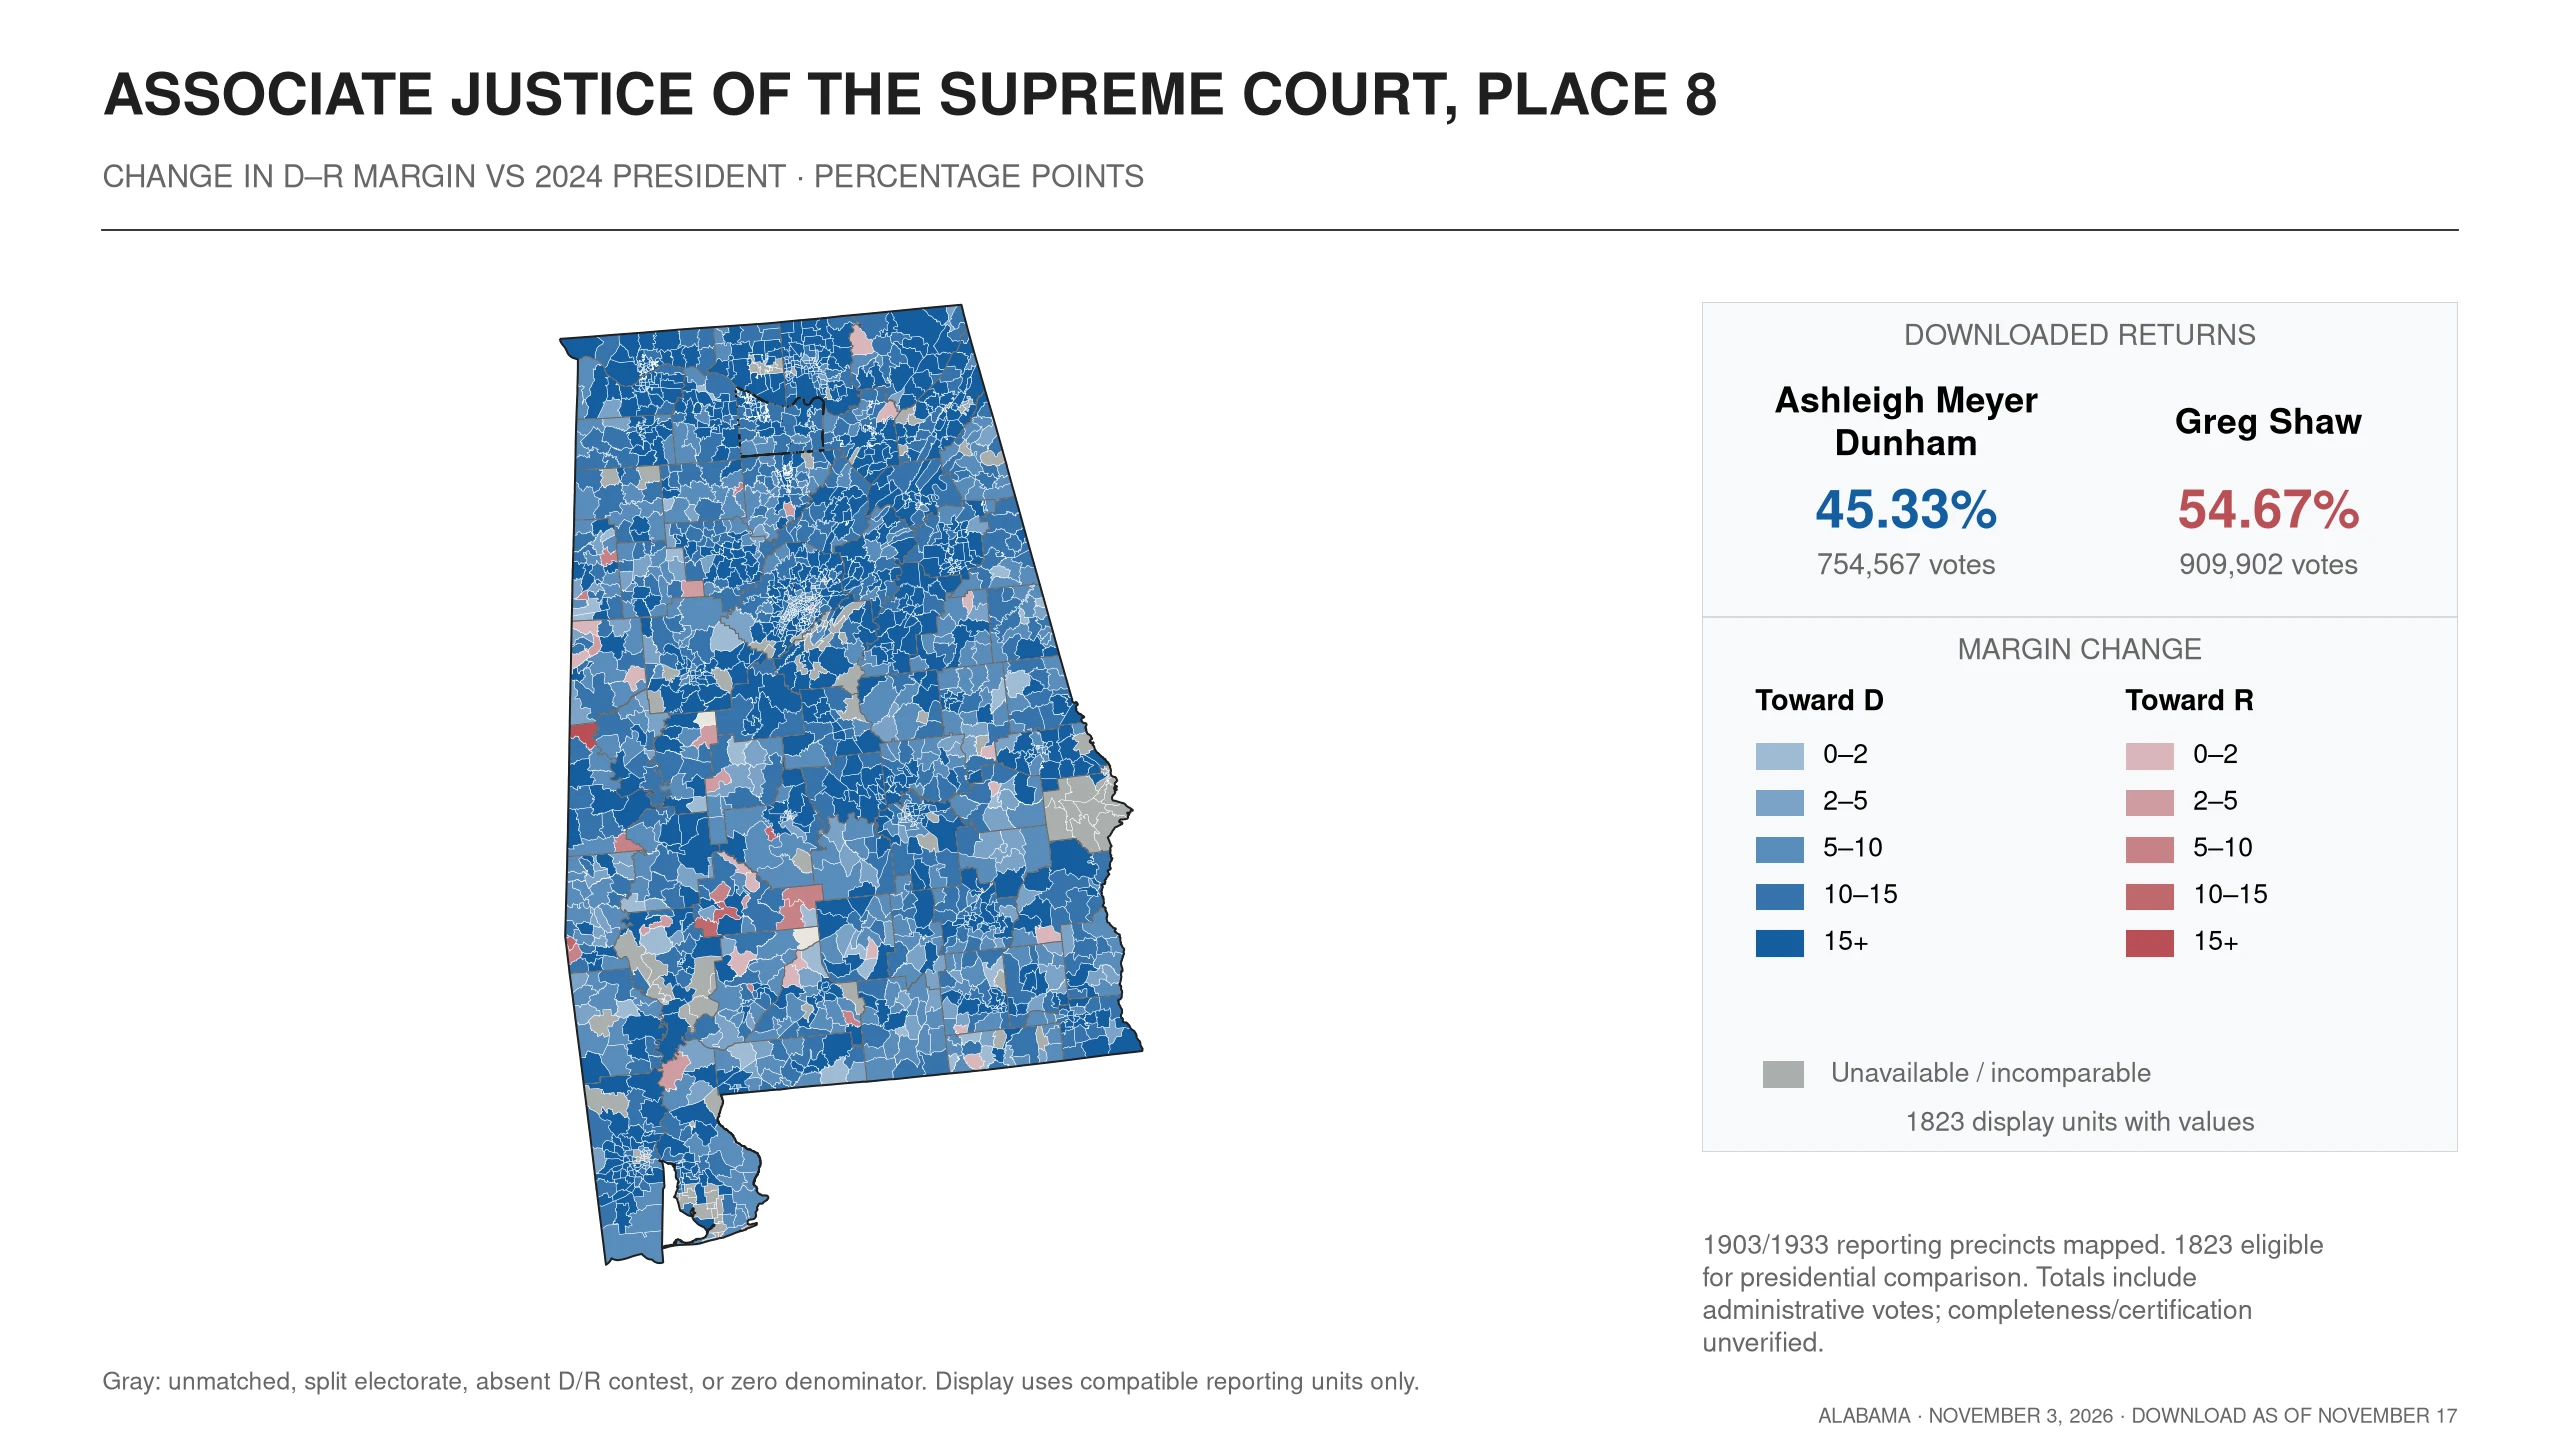 ASSOCIATE JUSTICE OF THE SUPREME COURT, PLACE 8
CHANGE IN D–R MARGIN VS 2024 PRESIDENT · PERCENTAGE POINTS
DOWNLOADED RETURNS
Ashleigh Meyer
Dunham
45.33%
754,567 votes
Greg Shaw
54.67%
909,902 votes
MARGIN CHANGE
Toward D
0–2
2–5
5–10
10–15
15+
Toward R
0–2
2–5
5–10
10–15
15+
Unavailable / incomparable
1823 display units with values
1903/1933 reporting precincts mapped. 1823 eligible
for presidential comparison. Totals include
administrative votes; completeness/certification
unverified.
Gray: unmatched, split electorate, absent D/R contest, or zero denominator. Display uses compatible reporting units only.
ALABAMA · NOVEMBER 3, 2026 · DOWNLOAD AS OF NOVEMBER 17